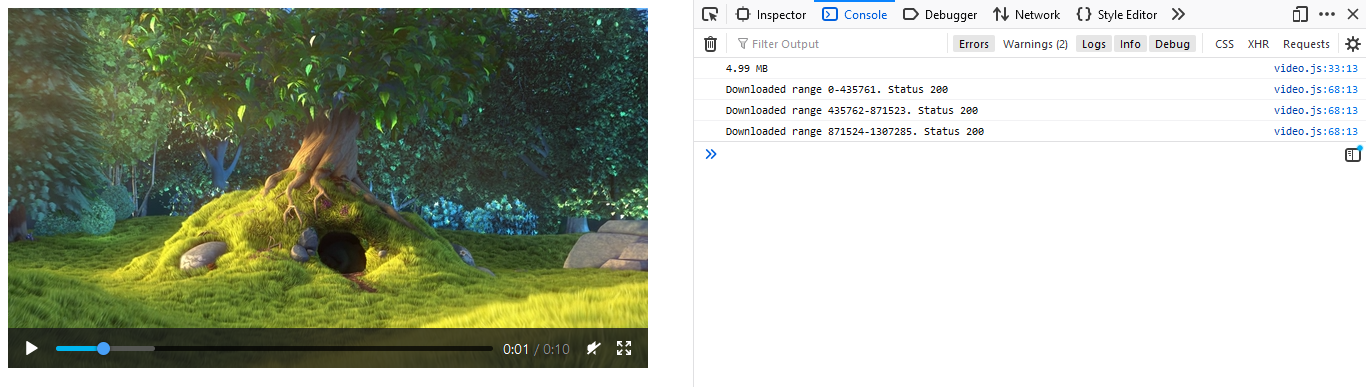 0:01 / 0:10
Inspector Console Debugger Network Style Editor
Filter Output Errors Warnings (2) Logs Info Debug CSS XHR Requests
4.99 MB video.js:33:13
Downloaded range 0-435761. Status 200 video.js:68:13
Downloaded range 435762-871523. Status 200 video.js:68:13
Downloaded range 871524-1307285. Status 200 video.js:68:13